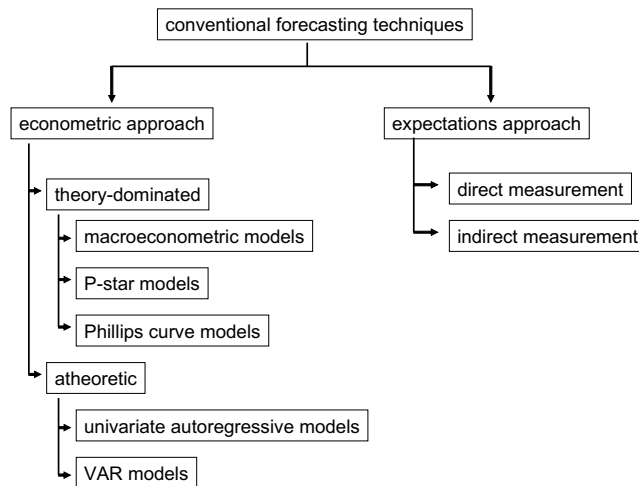 conventional forecasting techniques
econometric approach
expectations approach
theory-dominated
direct measurement
macroeconometric models
indirect measurement
P-star models
Phillips curve models
atheoretic
univariate autoregressive models
VAR models